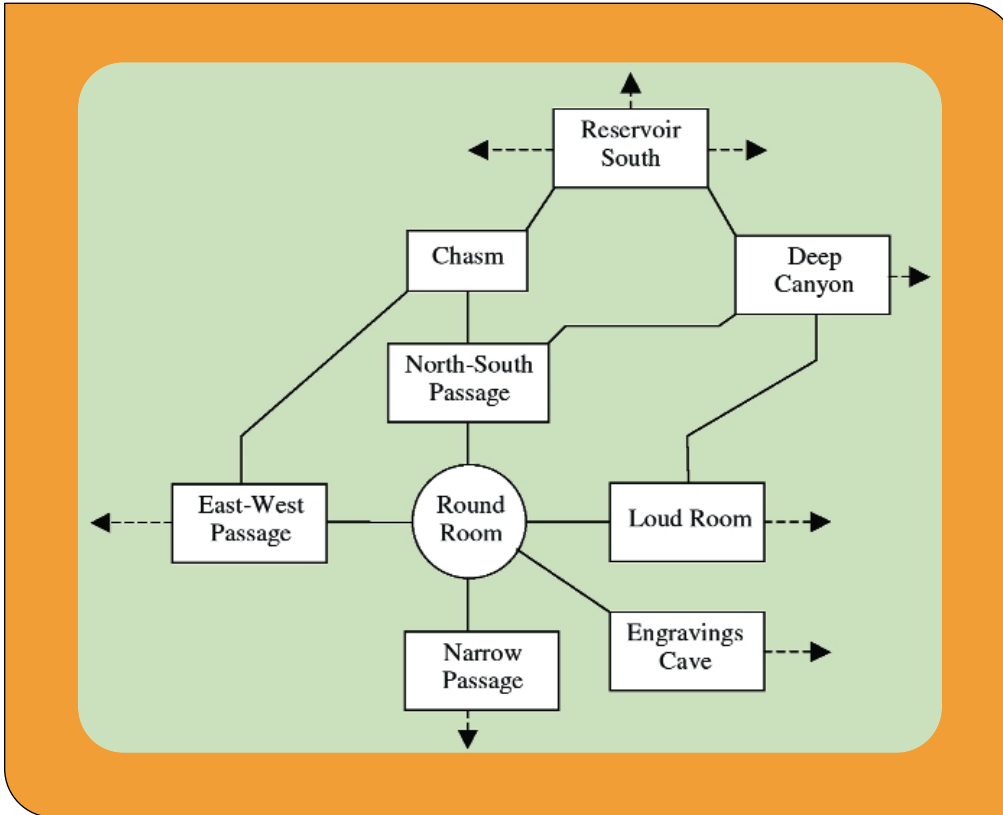 Reservoir
South
Chasm
Deep
Canyon
North-South
Passage
East-West
Passage
Round
Room
Loud Room
Narrow
Passage
Engravings
Cave